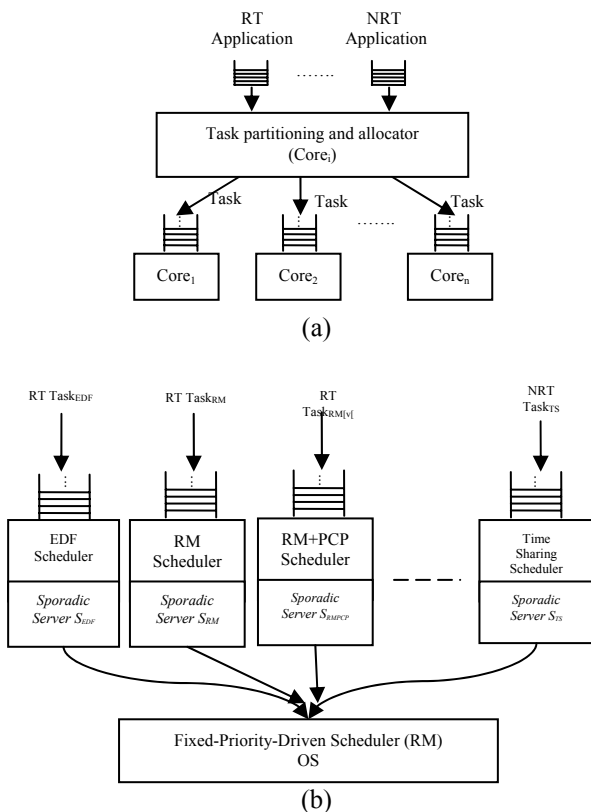 RT
Application
NRT
Application
.......
Task partitioning and allocator
(Coreᵢ)
Task
Task
Task
.......
Core₁
Core₂
Coreₙ
(a)
RT TaskEDF
RT TaskRM
RT
TaskRM[v[
NRT
TaskTS
EDF
Scheduler
RM
Scheduler
RM+PCP
Scheduler
Time
Sharing
Scheduler
Sporadic
Server SEDF
Sporadic
Server SRM
Sporadic
Server SRMPCP
Sporadic
Server STS
Fixed-Priority-Driven Scheduler (RM)
OS
(b)